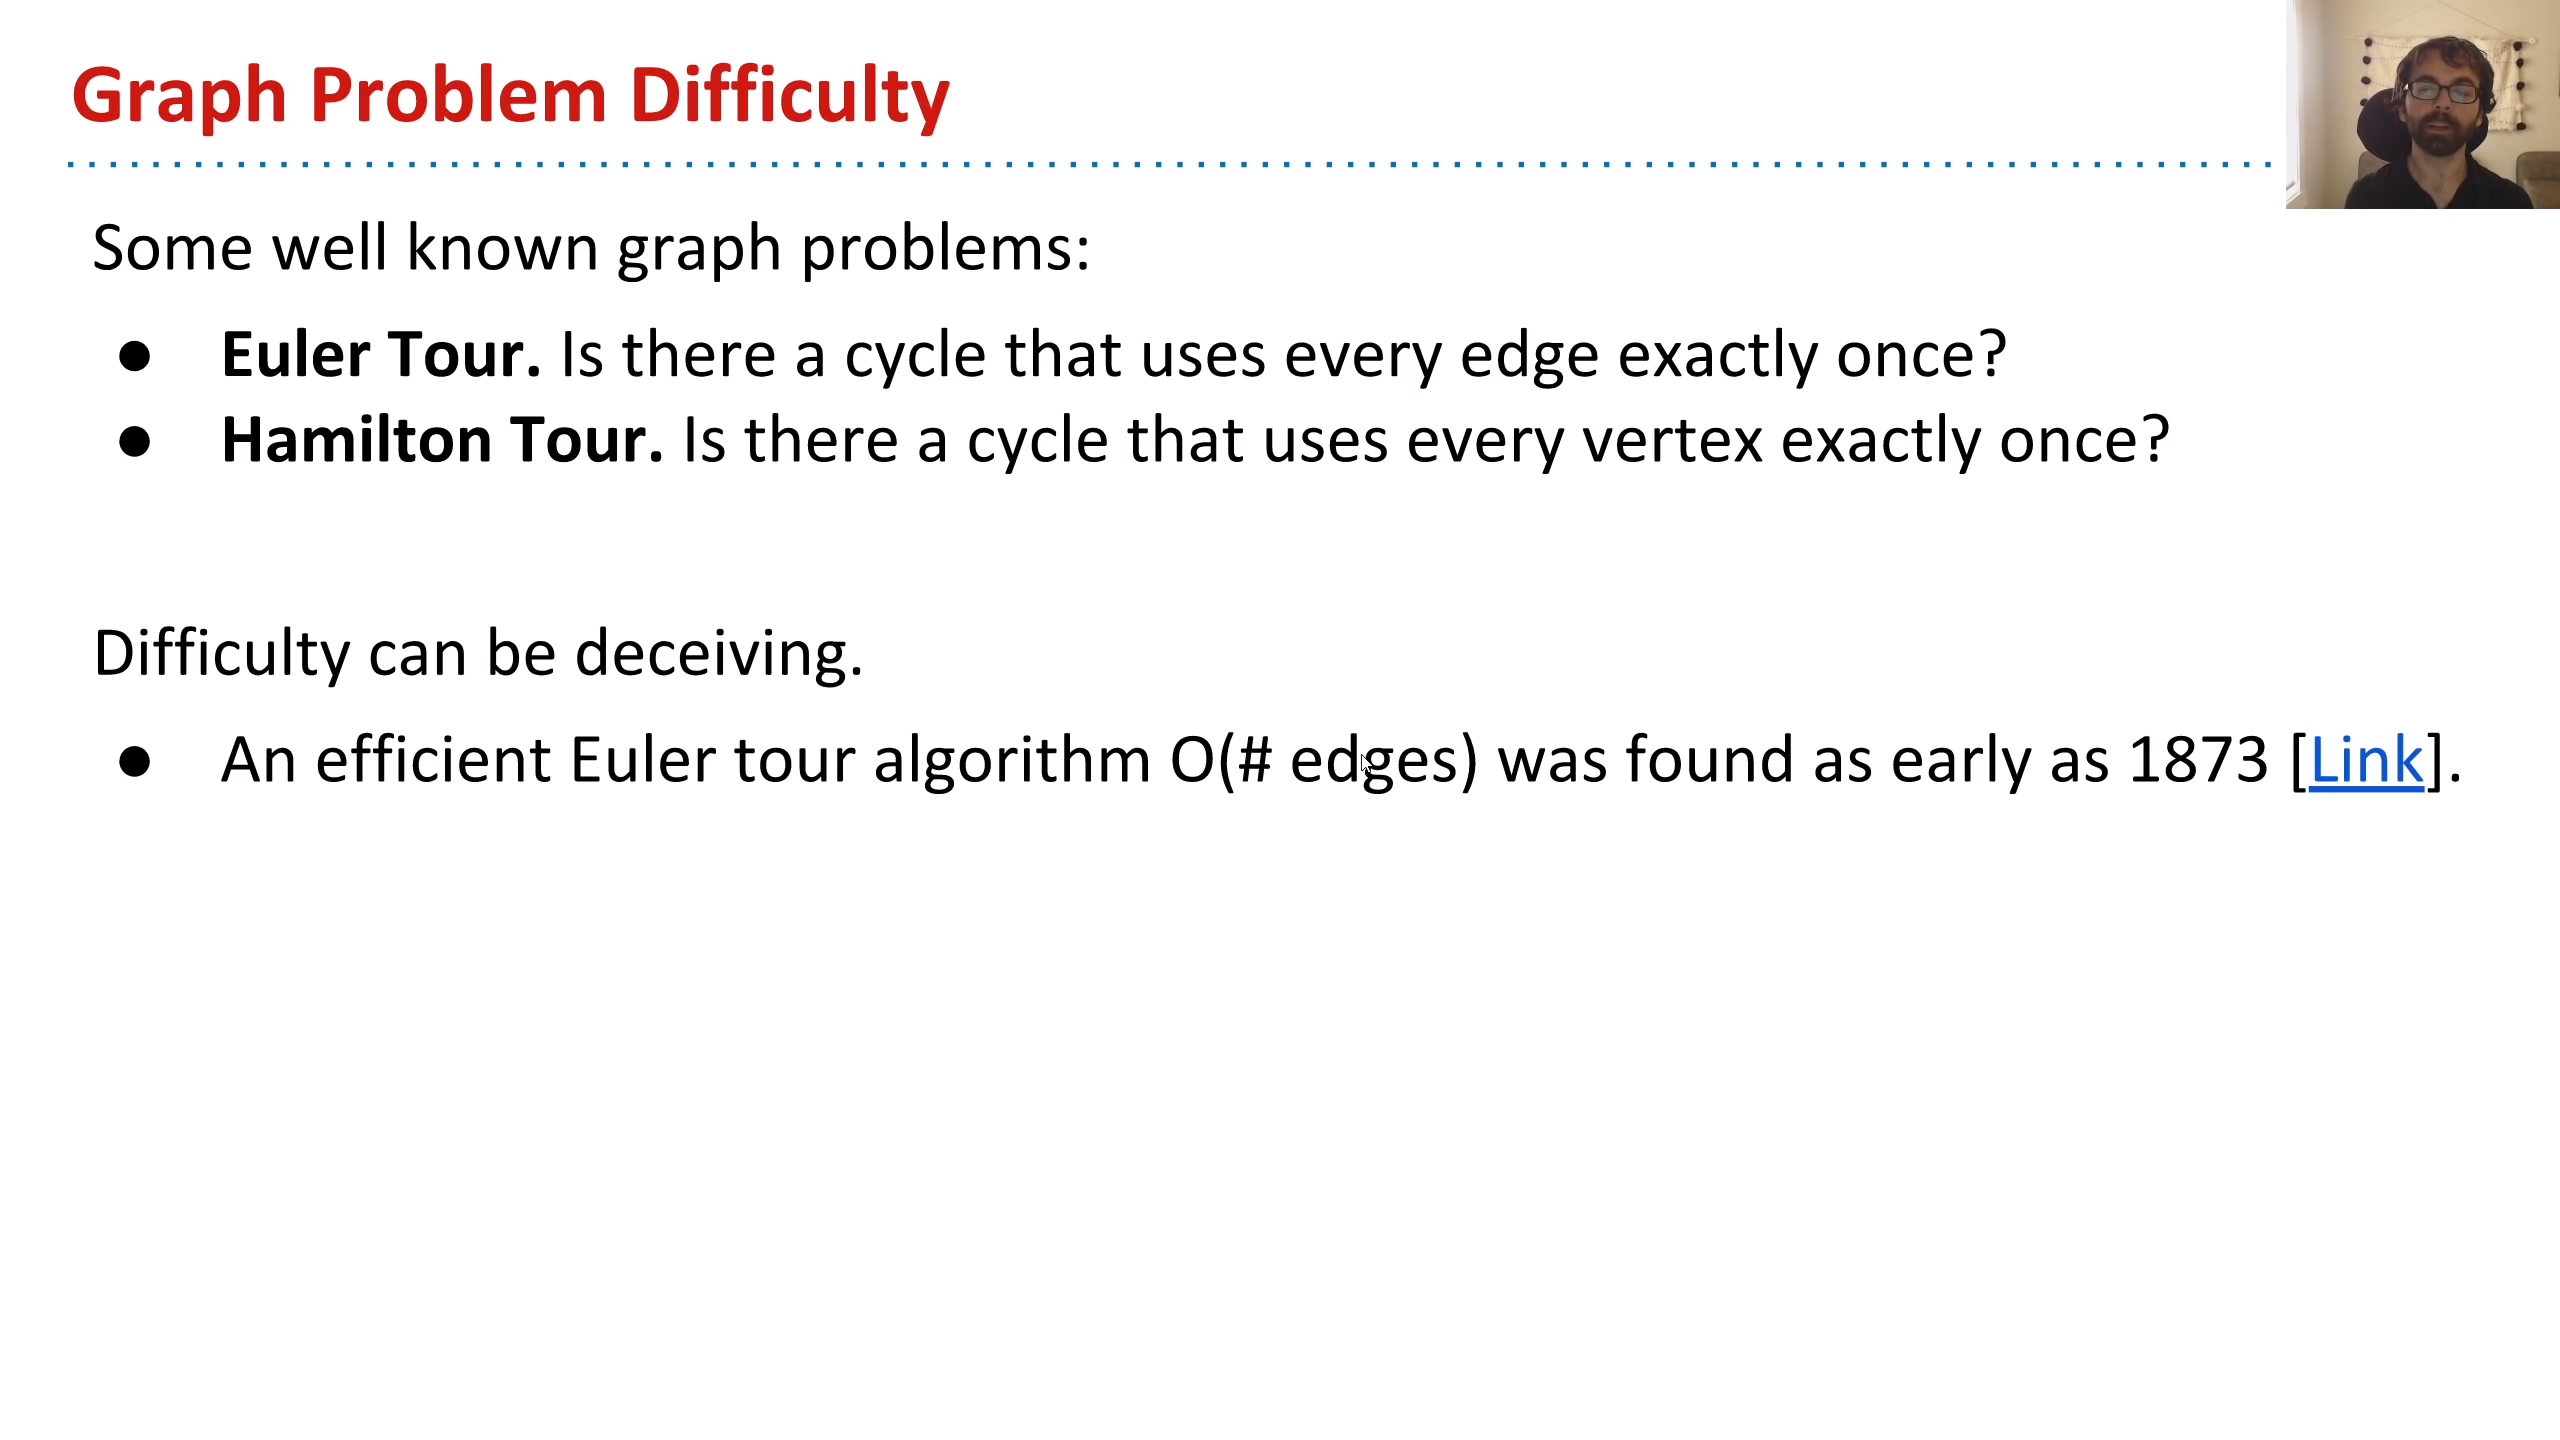 Graph Problem Difficulty
Some well known graph problems:
● Euler Tour. Is there a cycle that uses every edge exactly once?
● Hamilton Tour. Is there a cycle that uses every vertex exactly once?
Difficulty can be deceiving.
● An efficient Euler tour algorithm O(# edges) was found as early as 1873 [Link].